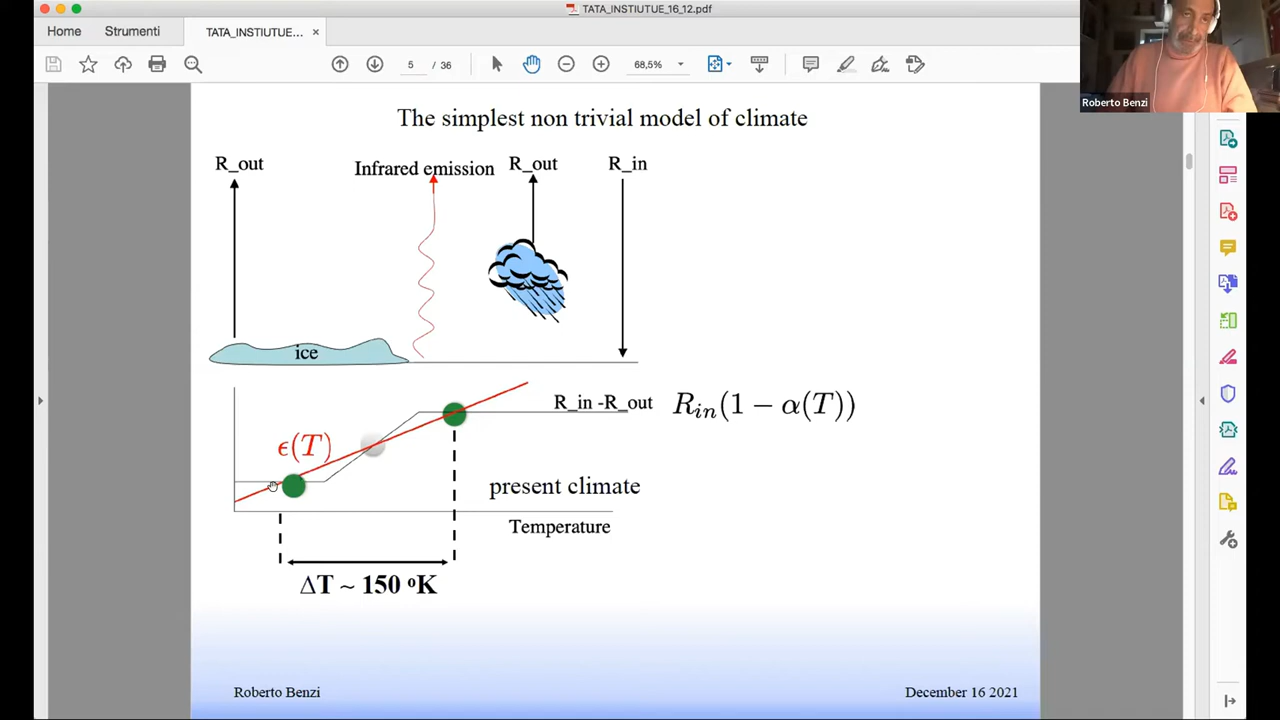 TATA_INSTIUTUE_16_12.pdf
Home
Strumenti
TATA_INSTIUTUE...
×
5 / 36
68,5%
Roberto Benzi
The simplest non trivial model of climate
R_out
Infrared emission
R_out
R_in
ice
R_in -R_out
R_{in}(1 − α(T))
ϵ(T)
present climate
Temperature
ΔT ~ 150 ºK
Roberto Benzi
December 16 2021